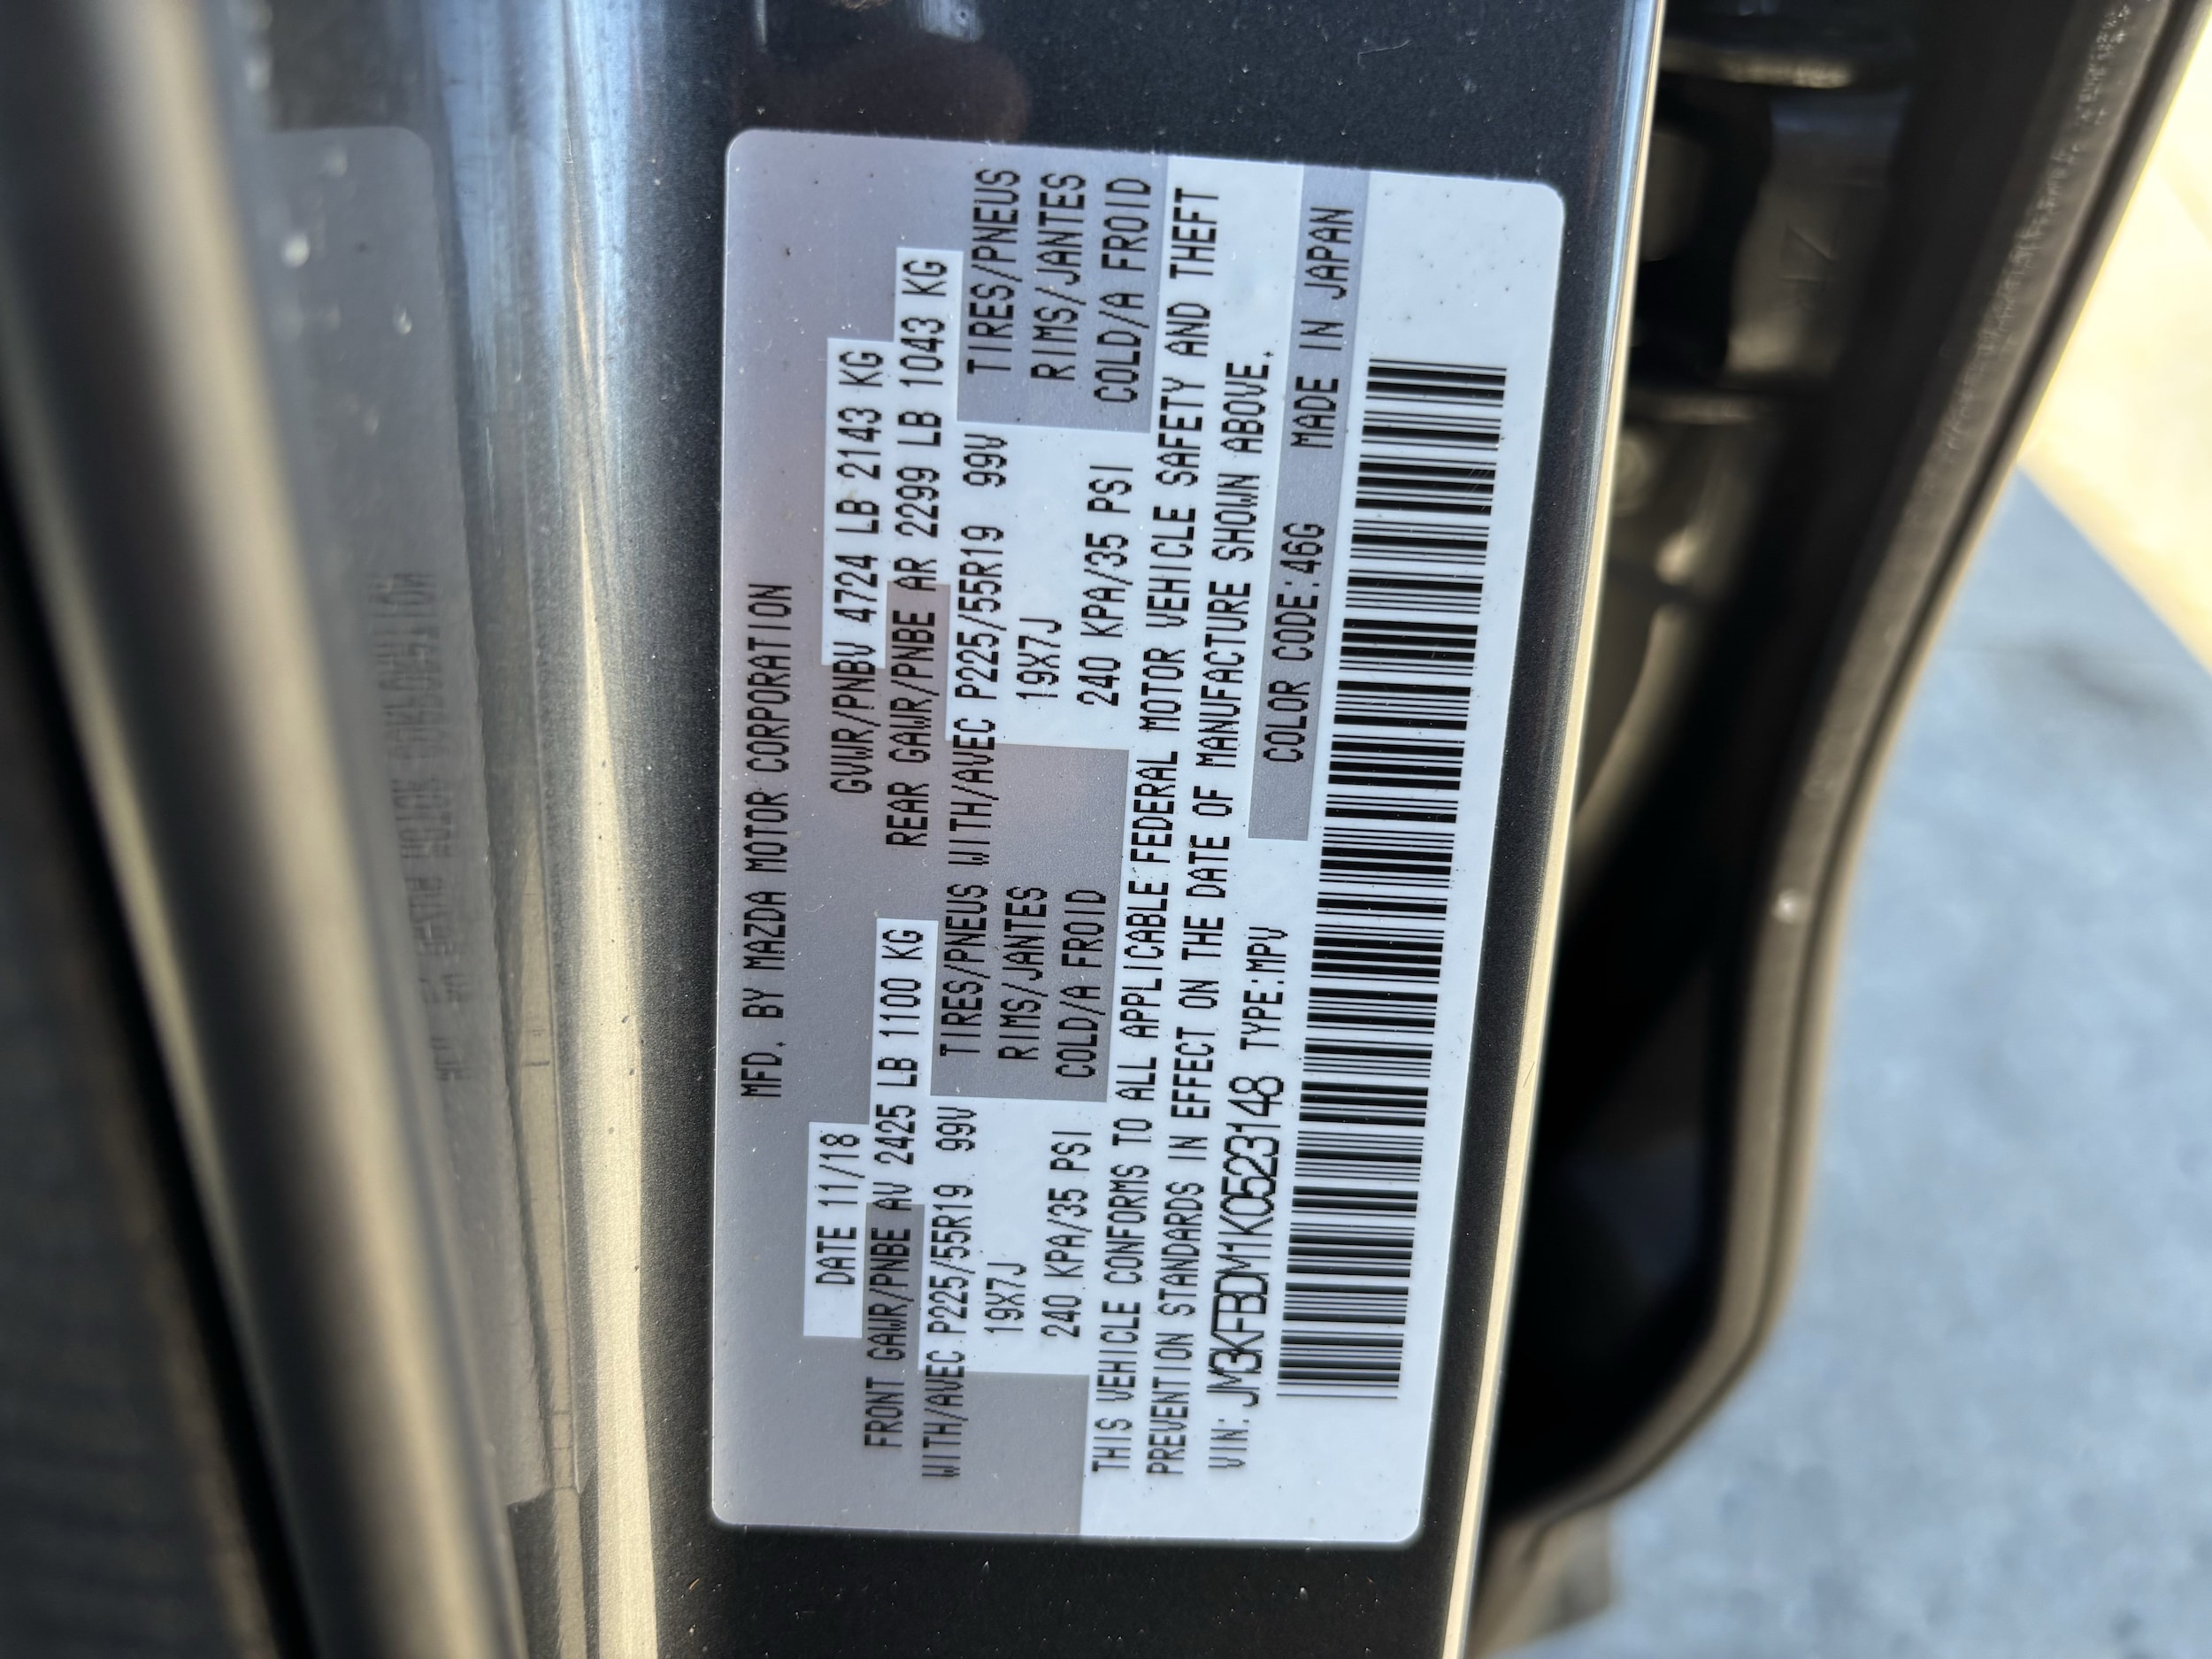 MFD. BY MAZDA MOTOR CORPORATION
DATE 11/18 GVWR/PNBV 4724 LB 2143 KG
FRONT GAWR/PNBE AV 2425 LB 1100 KG REAR GAWR/PNBE AR 2299 LB 1043 KG
WITH/AVEC P225/55R19 99V TIRES/PNEUS WITH/AVEC P225/55R19 99V TIRES/PNEUS
19X7J RIMS/JANTES 19X7J RIMS/JANTES
240 KPA/35 PSI COLD/A FROID 240 KPA/35 PSI COLD/A FROID
THIS VEHICLE CONFORMS TO ALL APPLICABLE FEDERAL MOTOR VEHICLE SAFETY AND THEFT
PREVENTION STANDARDS IN EFFECT ON THE DATE OF MANUFACTURE SHOWN ABOVE.
VIN: JM3KFBDM1K0523148 TYPE:MPV COLOR CODE:46G MADE IN JAPAN